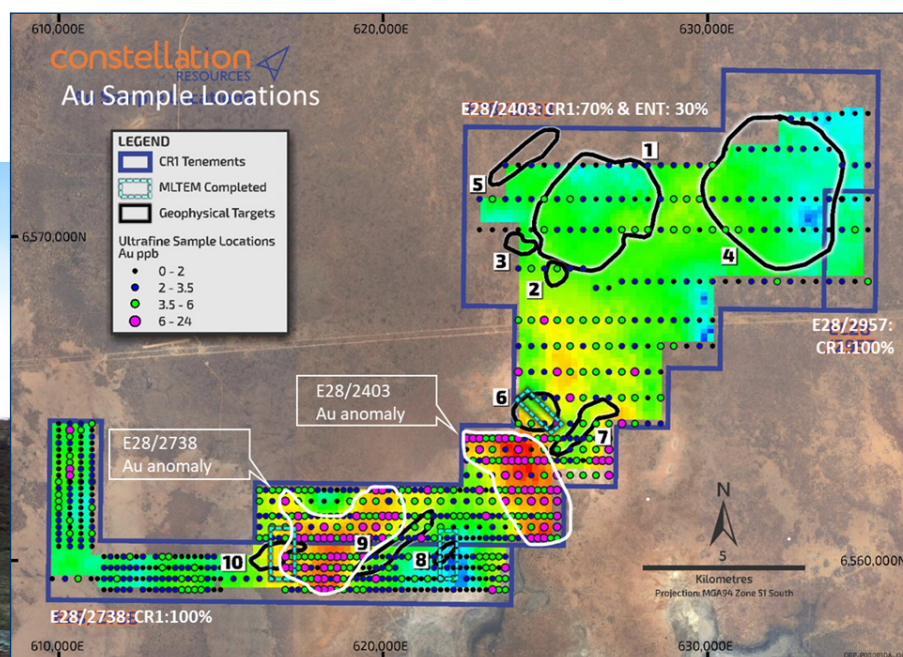 610,000E
620,000E
630,000E
constellation
RESOURCES
Au Sample Locations
E28/2403: CR1:70% & ENT: 30%
LEGEND
CR1 Tenements
MLTEM Completed
Geophysical Targets
Ultrafine Sample Locations
Au ppb
0 - 2
2 - 3.5
3.5 - 6
6 - 24
1
5
6,570,000N
3
4
2
E28/2957:
CR1:100%
E28/2403
Au anomaly
6
7
E28/2738
Au anomaly
N
9
10
8
5
6,560,000N
Kilometres
Projection: MGA94 Zone 51 South
E28/2738:CR1:100%
610,000E
620,000E
630,000E